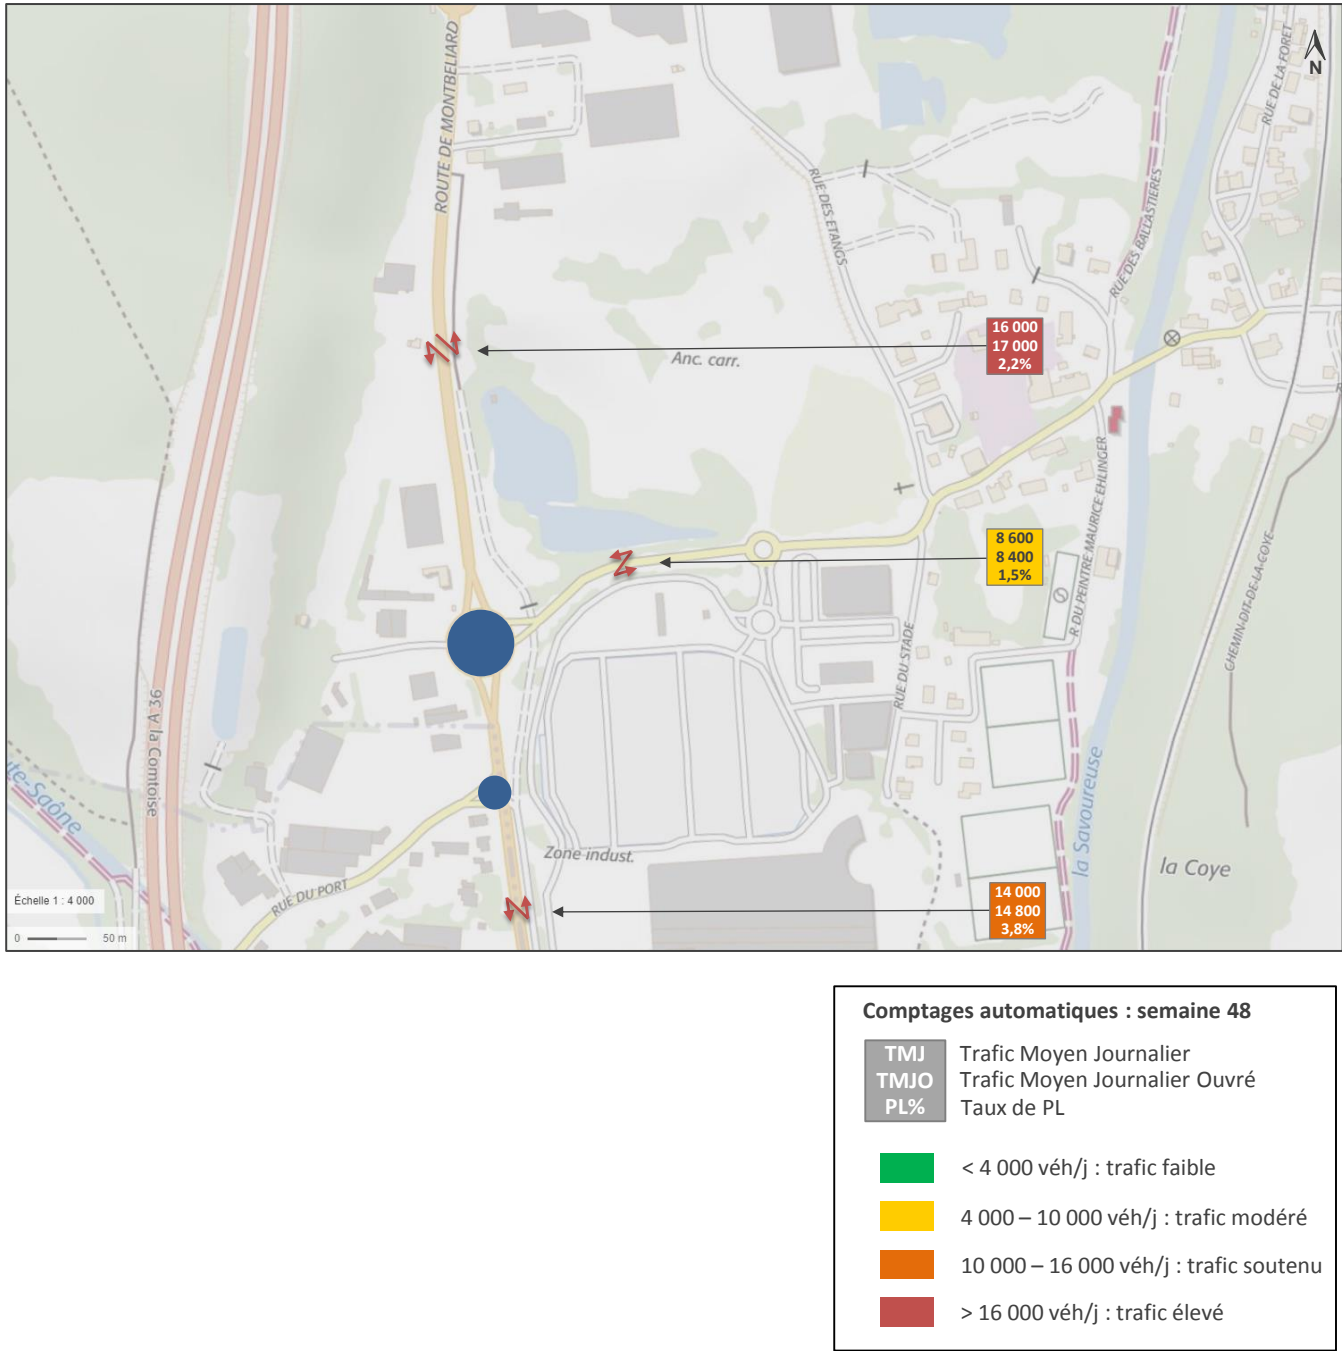 ROUTE DE MONTBELIARD
RUE DE LA FORET
N
RUE DES ETANGS
RUE DES BALLASTIERES
16 000
17 000
2,2%
Anc. carr.
R DU PEINTRE MAURICE EHLINGER
8 600
8 400
1,5%
CHEMIN-DIT-DE-LA-COYE
RUE DU STADE
A 36
la Comtoise
te-Saône
la Savoureuse
Zone indust.
la Coye
RUE DU PORT
14 000
14 800
3,8%
Échelle 1 : 4 000
0 50 m
Comptages automatiques : semaine 48
TMJ Trafic Moyen Journalier
TMJO Trafic Moyen Journalier Ouvré
PL% Taux de PL
< 4 000 véh/j : trafic faible
4 000 – 10 000 véh/j : trafic modéré
10 000 – 16 000 véh/j : trafic soutenu
> 16 000 véh/j : trafic élevé